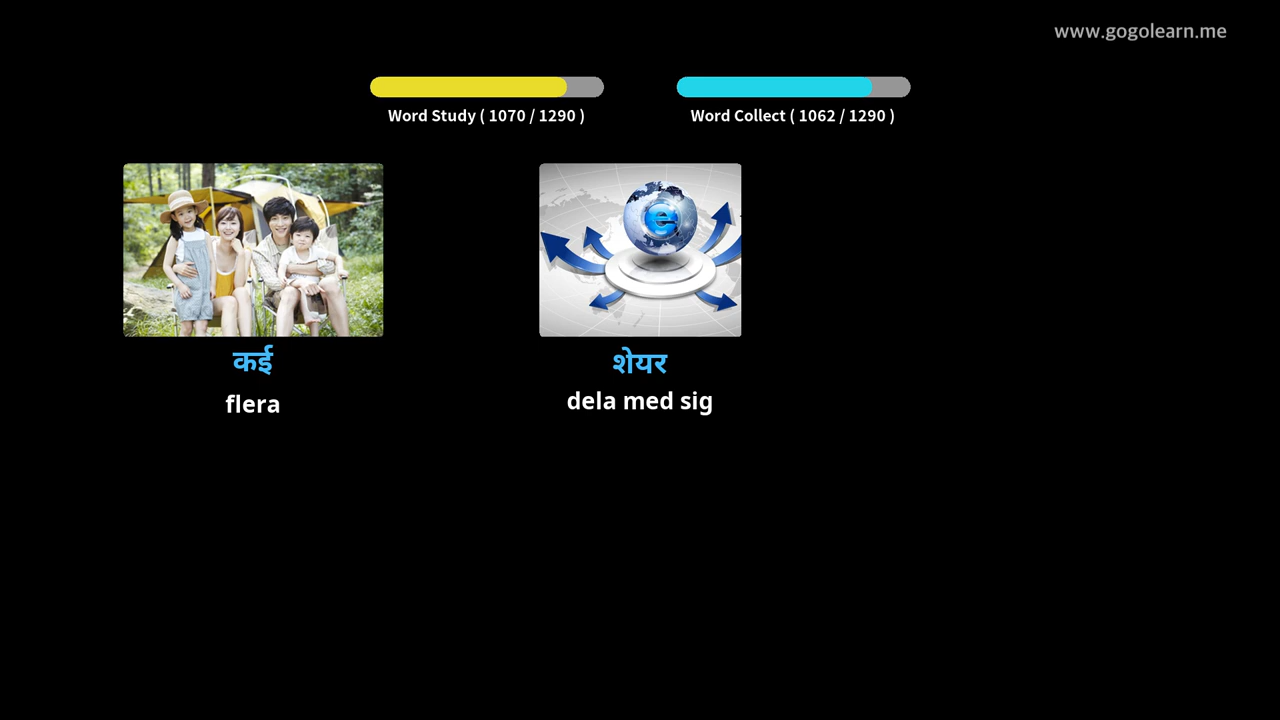 www.gogolearn.me
Word Study ( 1070 / 1290 )
Word Collect ( 1062 / 1290 )
e
कई
flera
शेयर
dela med sig